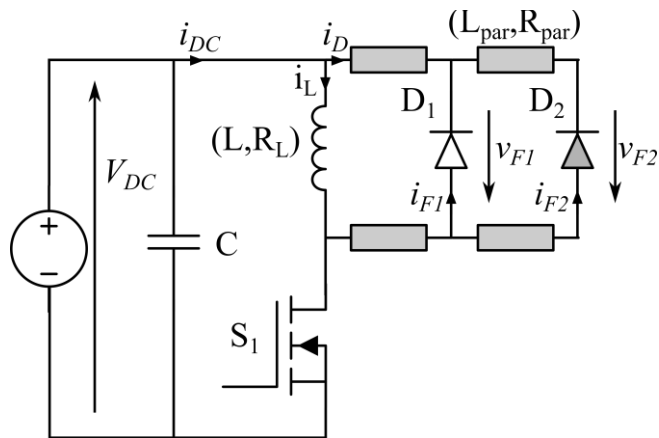 i_DC
i_D
(L_par,R_par)
i_L
D_1
D_2
(L,R_L)
V_DC
v_F1
v_F2
i_F1
i_F2
+
−
C
S_1